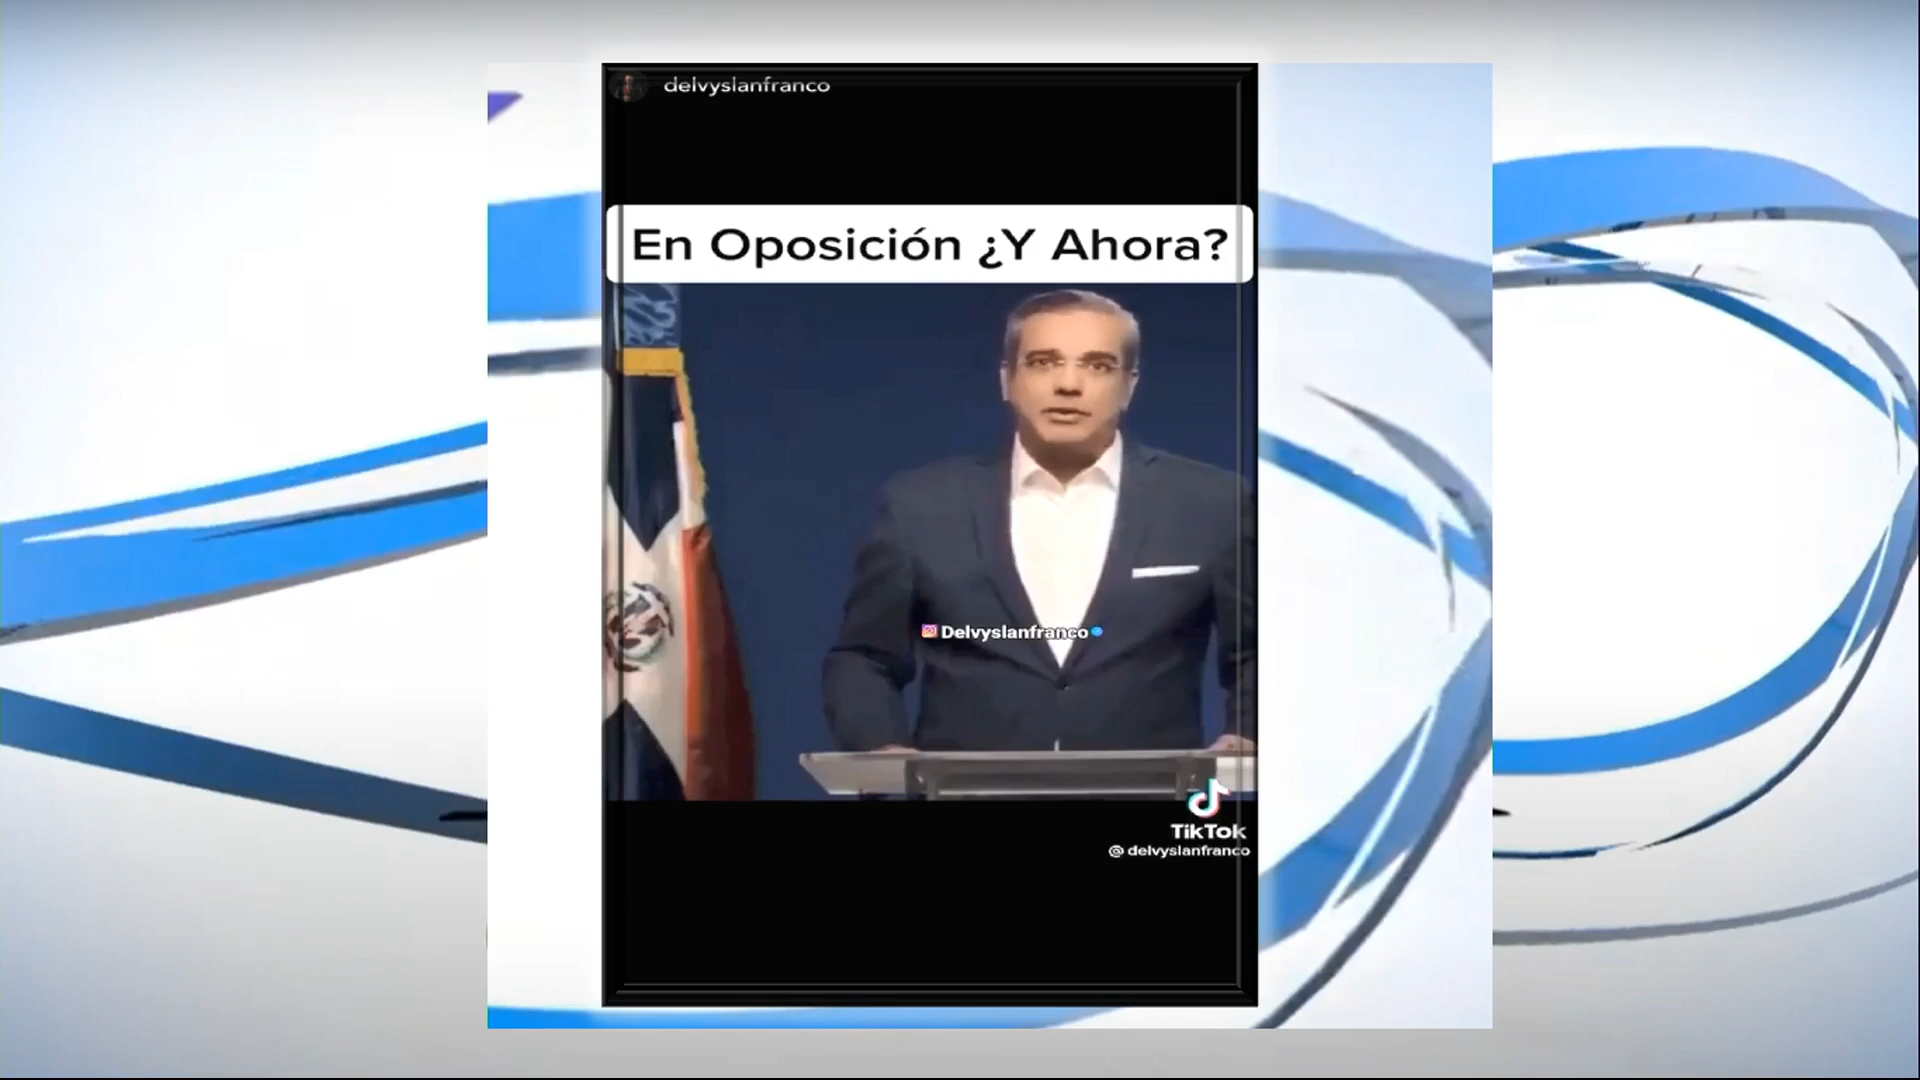 delvyslanfranco
En Oposición ¿Y Ahora?
Delvyslanfranco
TikTok
@ delvyslanfranco